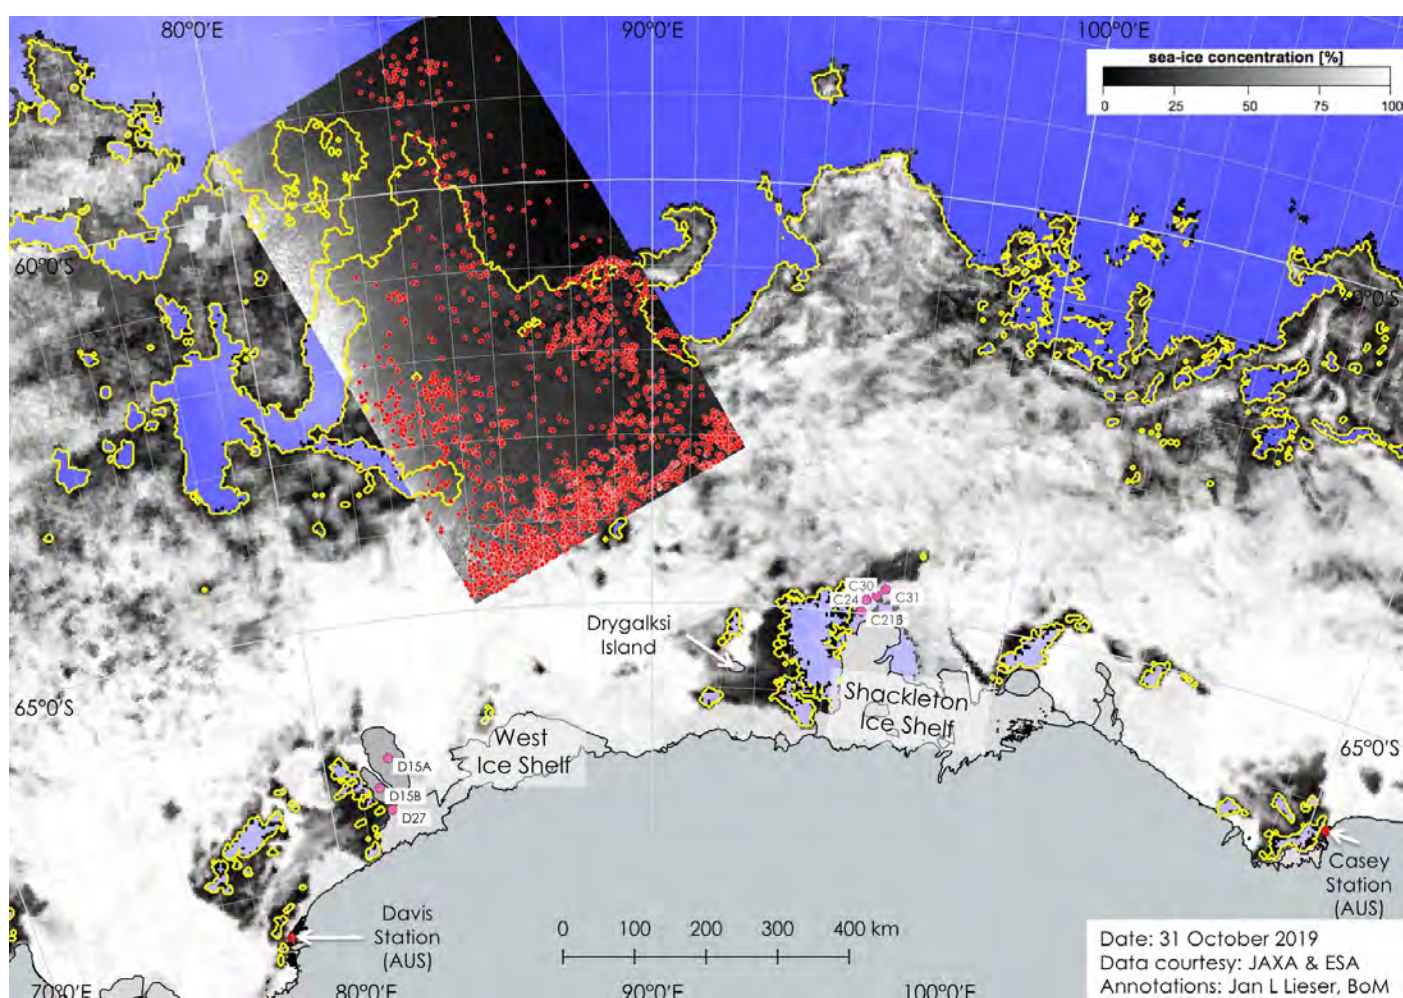 80°0'E
90°0'E
100°0'E
sea-ice concentration [%]
0 25 50 75 100
60°0'S
C30
C24
C31
C21B
Drygalksi
Island
Shackleton
Ice Shelf
65°0'S
West
Ice Shelf
65°0'S
D15A
D15B
D27
Casey
Station
(AUS)
Davis
Station
(AUS)
0 100 200 300 400 km
Date: 31 October 2019
Data courtesy: JAXA & ESA
Annotations: Jan L Lieser, BoM
70°0'E
80°0'E
90°0'E
100°0'E